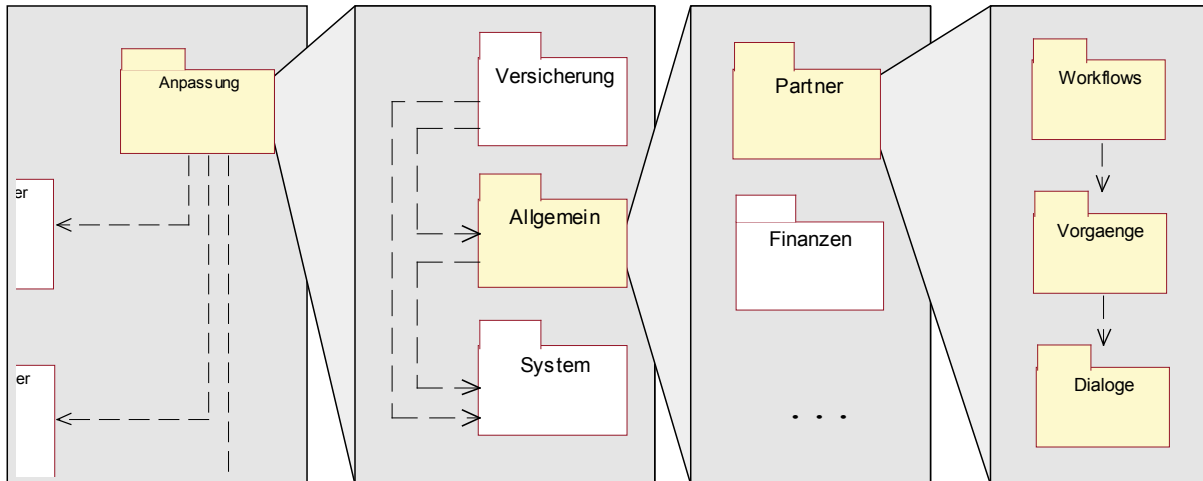 Anpassung
er
er
Versicherung
Allgemein
System
Partner
Finanzen
. . .
Workflows
Vorgaenge
Dialoge